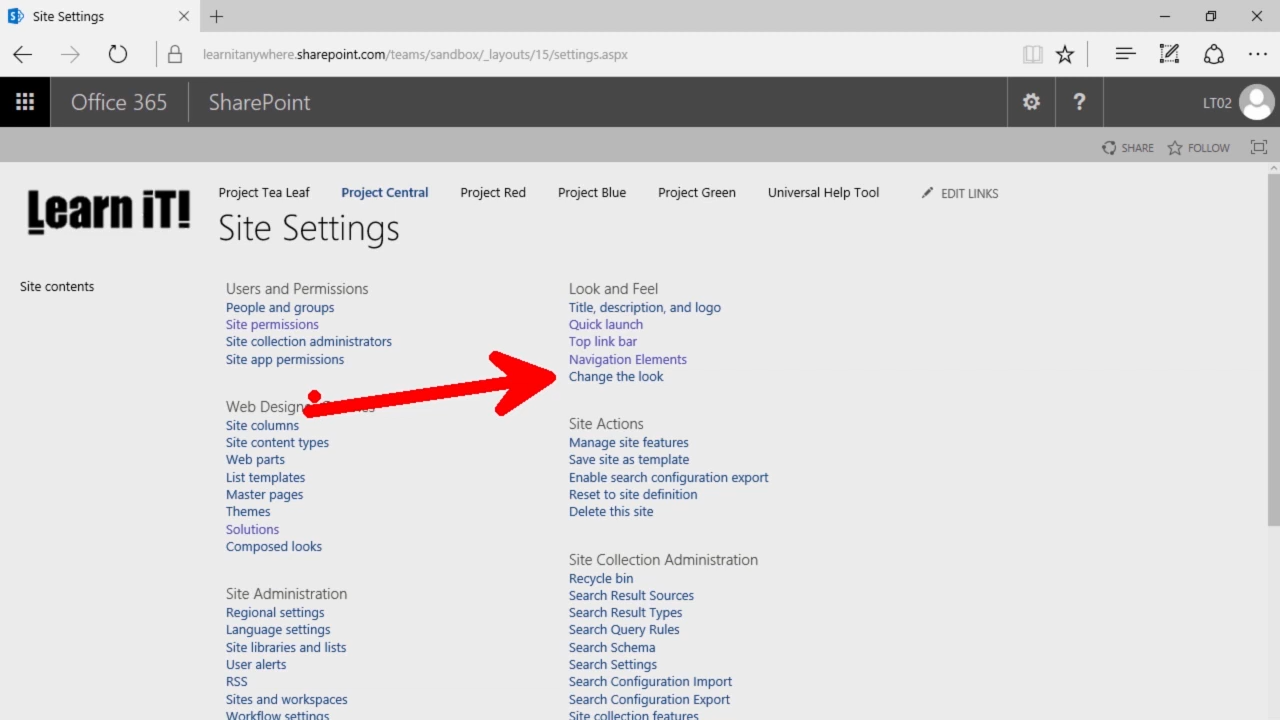 Site Settings
learnitanywhere.sharepoint.com/teams/sandbox/_layouts/15/settings.aspx
Office 365 SharePoint
? LT02
SHARE FOLLOW
Learn iT!
Project Tea Leaf Project Central Project Red Project Blue Project Green Universal Help Tool EDIT LINKS
Site Settings
Site contents
Users and Permissions
People and groups
Site permissions
Site collection administrators
Site app permissions
Web Designer
Site columns
Site content types
Web parts
List templates
Master pages
Themes
Solutions
Composed looks
Site Administration
Regional settings
Language settings
Site libraries and lists
User alerts
RSS
Sites and workspaces
Workflow settings
Look and Feel
Title, description, and logo
Quick launch
Top link bar
Navigation Elements
Change the look
Site Actions
Manage site features
Save site as template
Enable search configuration export
Reset to site definition
Delete this site
Site Collection Administration
Recycle bin
Search Result Sources
Search Result Types
Search Query Rules
Search Schema
Search Settings
Search Configuration Import
Search Configuration Export
Site collection features